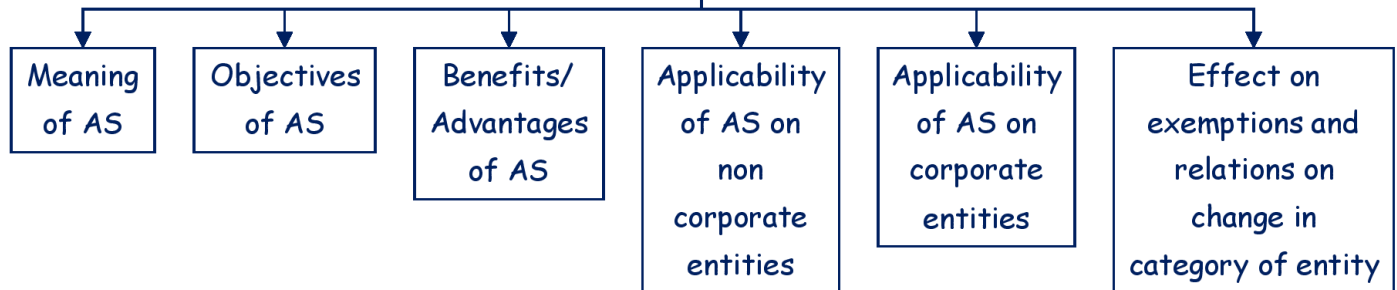 Meaning
of AS
Objectives
of AS
Benefits/
Advantages
of AS
Applicability
of AS on
non
corporate
entities
Applicability
of AS on
corporate
entities
Effect on
exemptions and
relations on
change in
category of entity